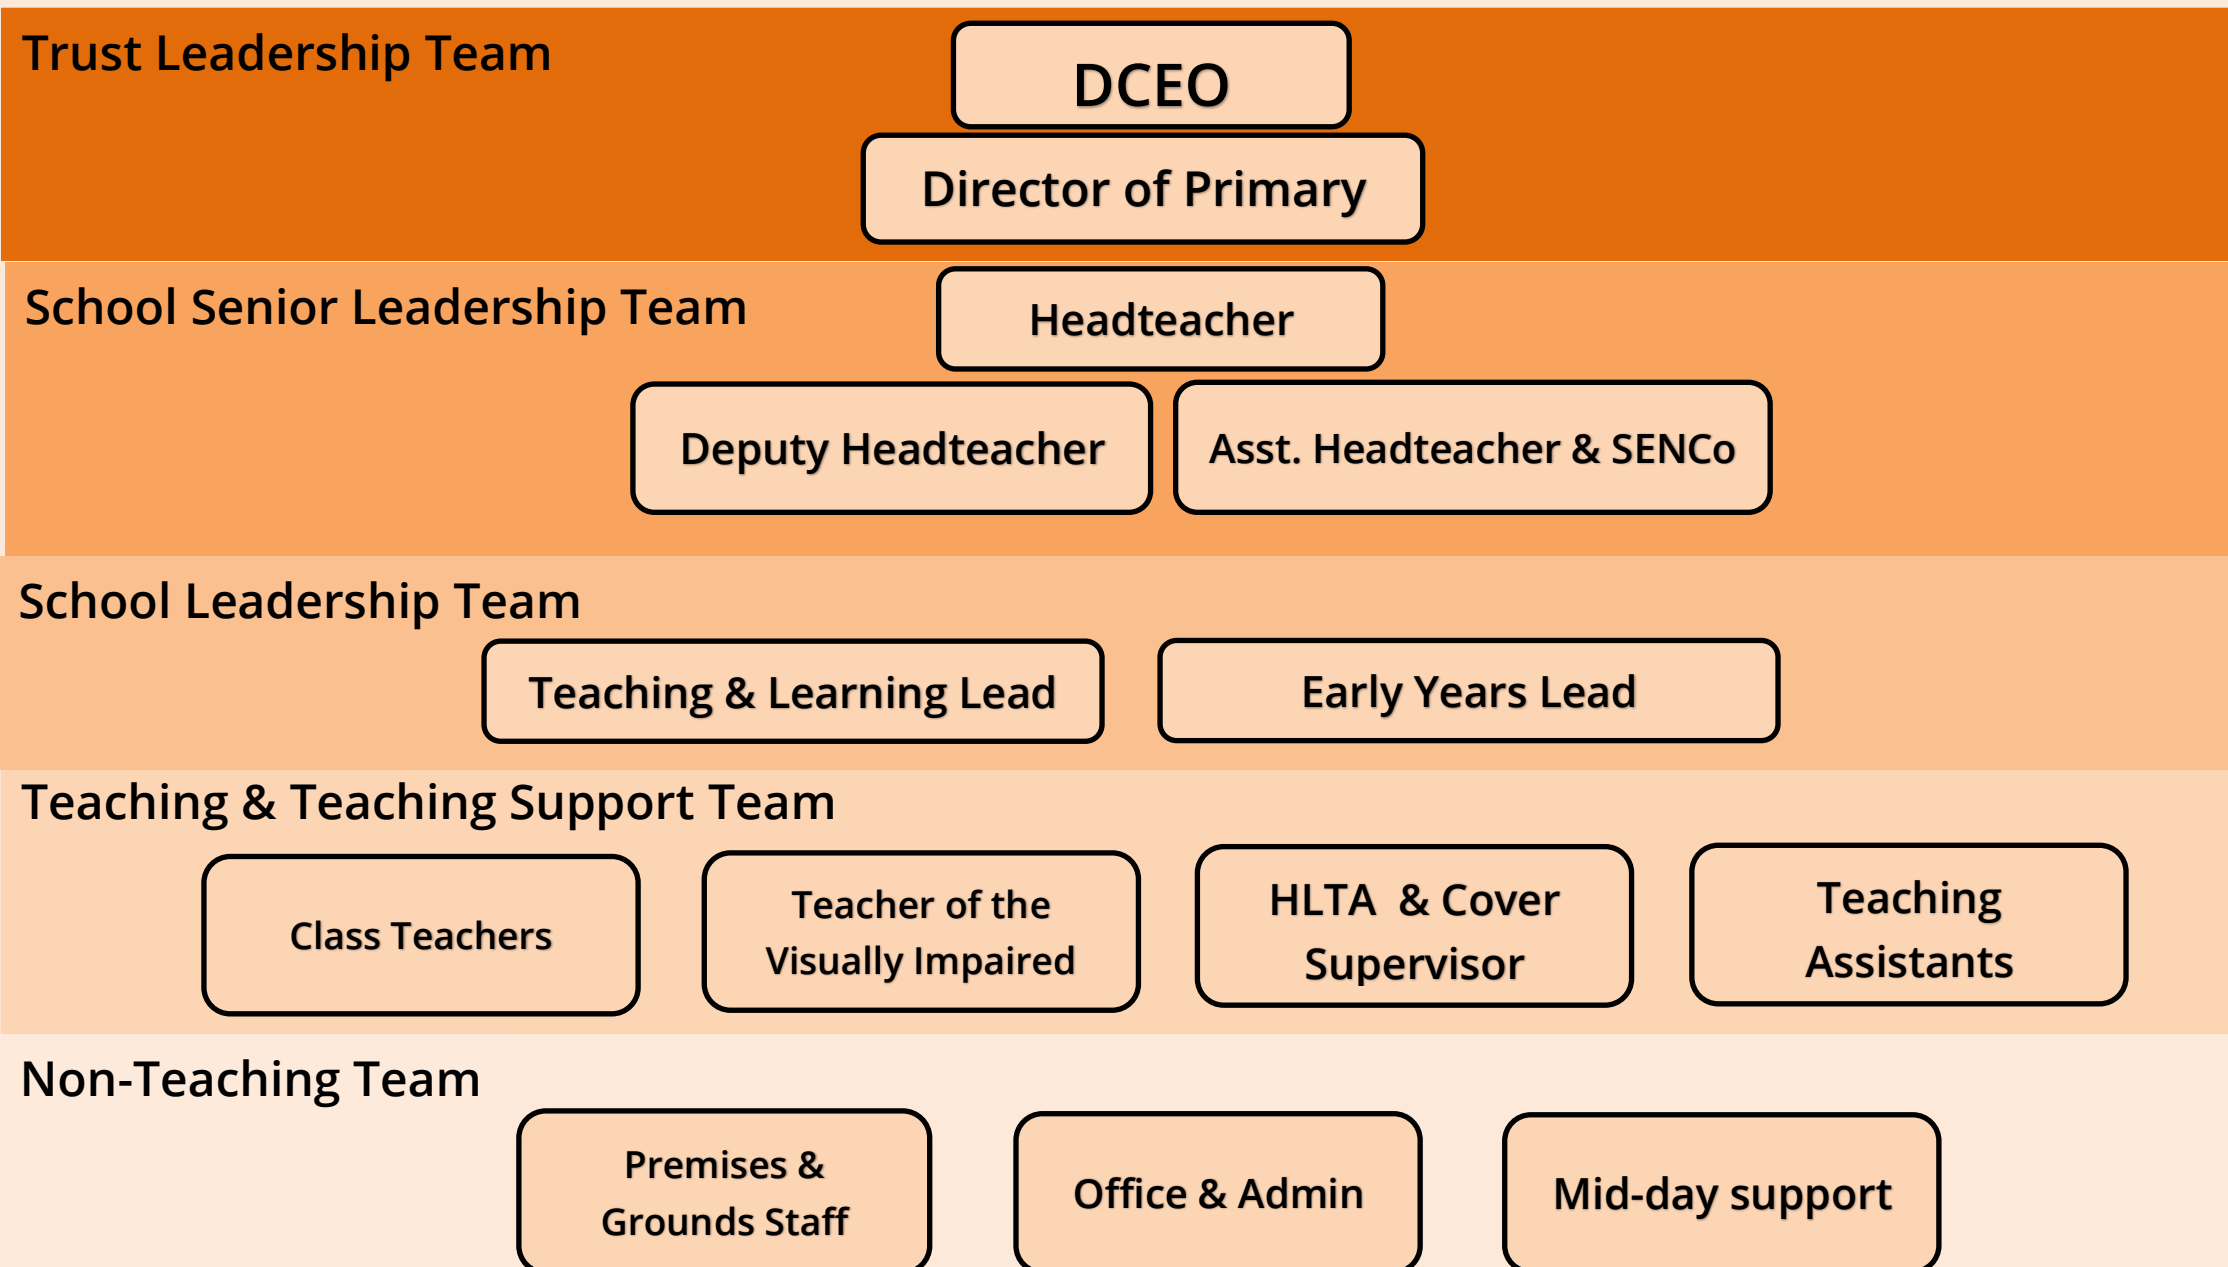 Trust Leadership Team
DCEO
Director of Primary
School Senior Leadership Team
Headteacher
Deputy Headteacher
Asst. Headteacher & SENCo
School Leadership Team
Teaching & Learning Lead
Early Years Lead
Teaching & Teaching Support Team
Class Teachers
Teacher of the
Visually Impaired
HLTA & Cover
Supervisor
Teaching
Assistants
Non-Teaching Team
Premises &
Grounds Staff
Office & Admin
Mid-day support